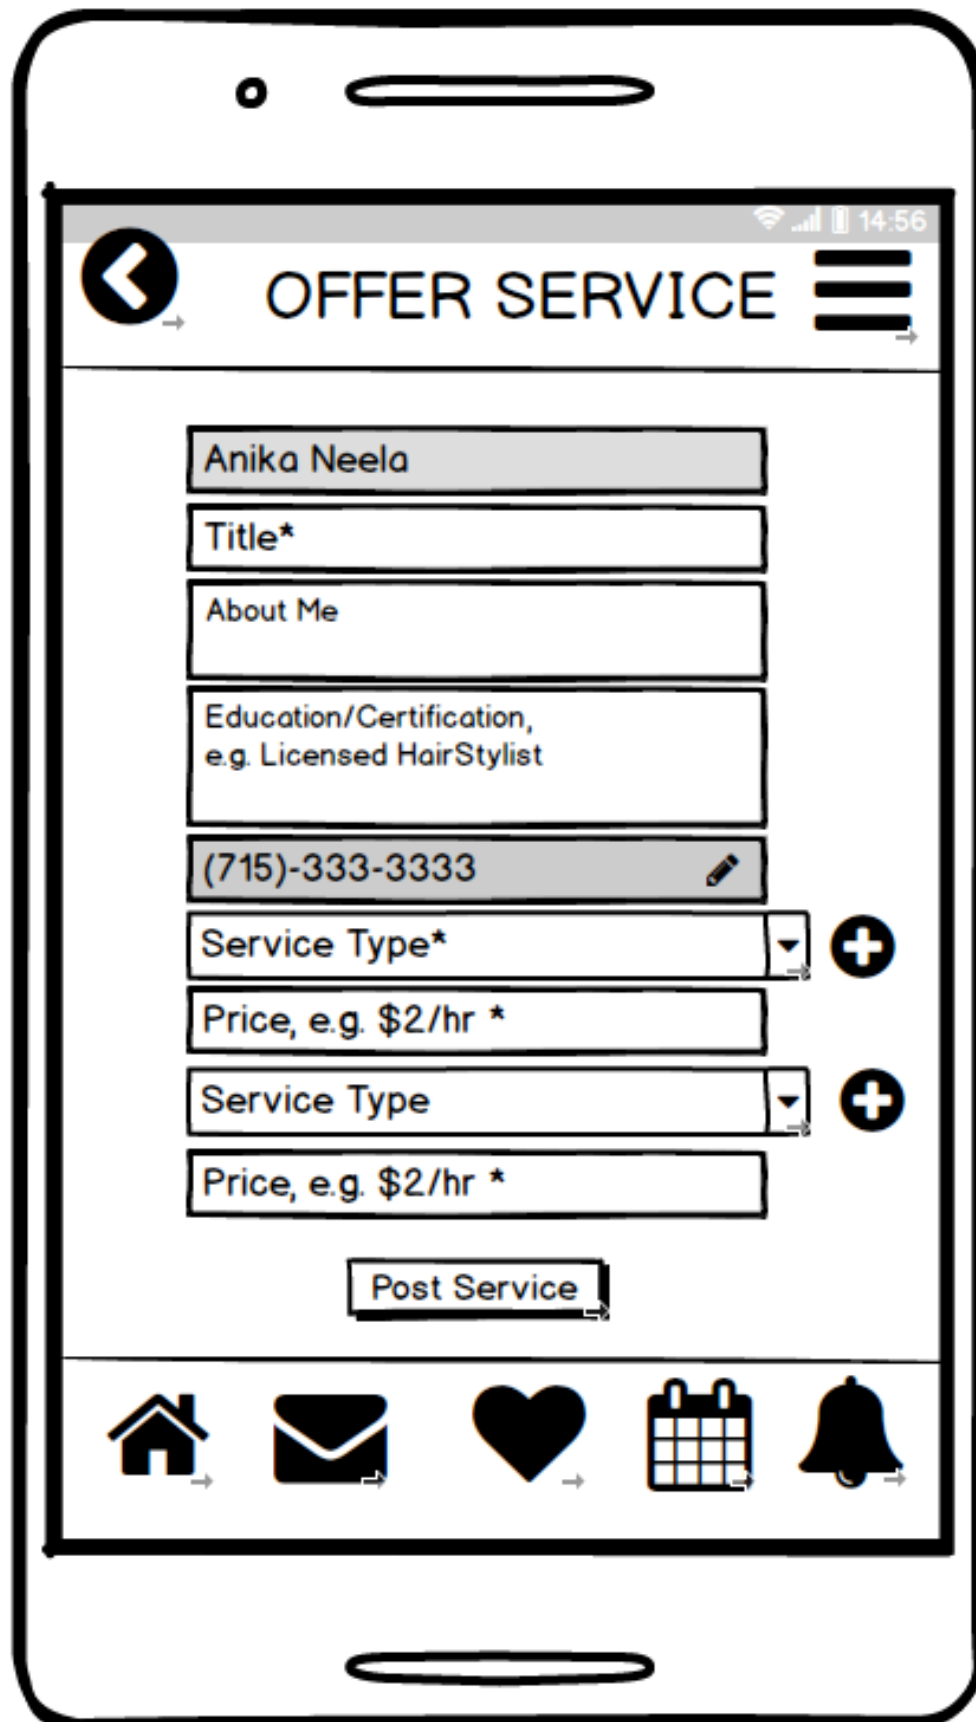 14:56
OFFER SERVICE
Anika Neela
Title*
About Me
Education/Certification,
e.g. Licensed HairStylist
(715)-333-3333
Service Type*
Price, e.g. $2/hr *
Service Type
Price, e.g. $2/hr *
Post Service